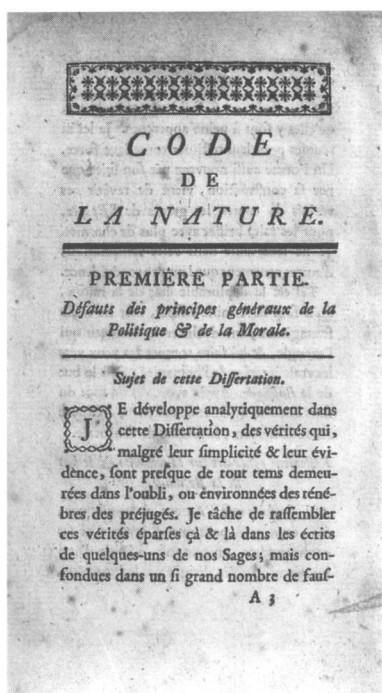 CODE
DE
LA NATURE.
PREMIÉRE PARTIE.
Défauts des principes généraux de la
Politique & de la Morale.
Sujet de cette Dissertation.
JE développe analytiquement dans
cette Dissertation, des vérités qui,
malgré leur simplicité & leur évi-
dence, sont presque de tout tems demeu-
rées dans l'oubli, ou environnées des téné-
bres des préjugés. Je tâche de rassembler
ces vérités éparses çà & là dans les écrits
de quelques-uns de nos Sages; mais con-
fondues dans un si grand nombre de faus-
A 3